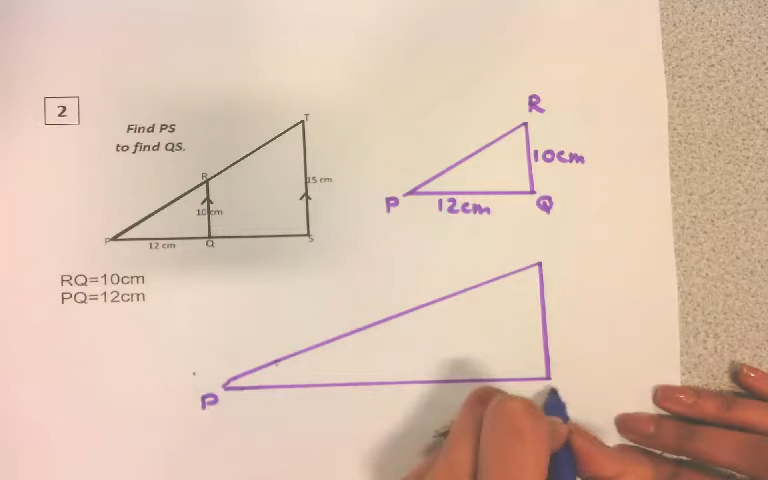 2
Find PS
to find QS.
T
R
15 cm
10 cm
P
12 cm
Q
S
RQ=10cm
PQ=12cm
R
10cm
P
12cm
Q
P